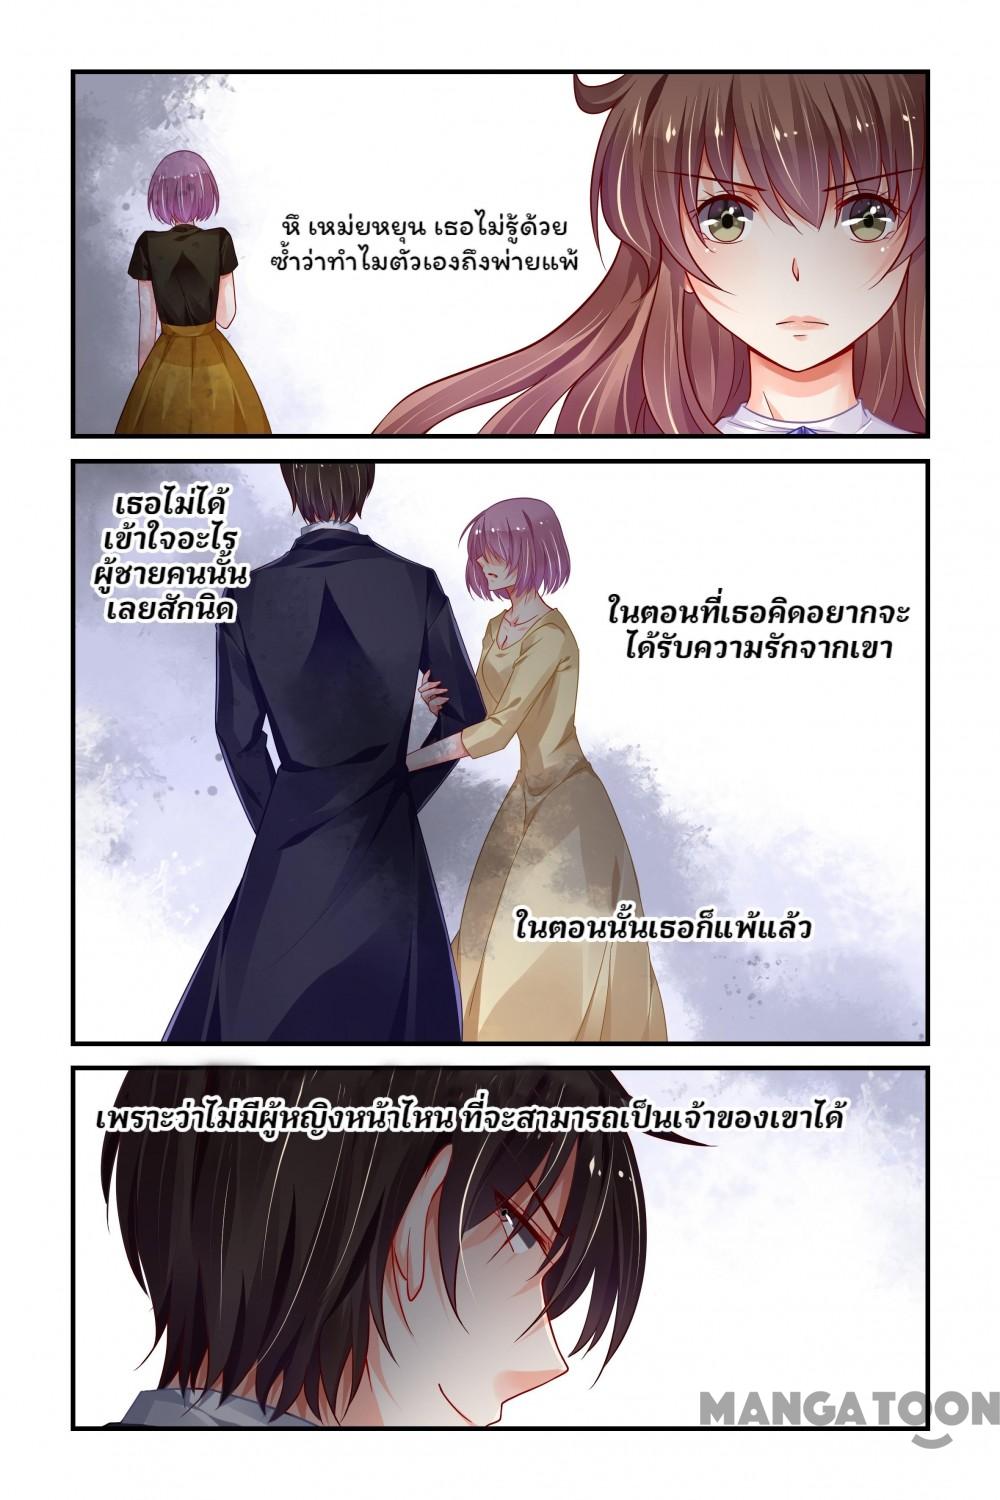 หึ เหม่ยหยุน เธอไม่รู้ด้วย
ซ้ำว่าทำไมตัวเองถึงพ่ายแพ้
เธอไม่ได้
เข้าใจอะไร
ผู้ชายคนนั้น
เลยสักนิด
ในตอนที่เธอคิดอยากจะ
ได้รับความรักจากเขา
ในตอนนั้นเธอก็แพ้แล้ว
เพราะว่าไม่มีผู้หญิงหน้าไหน ที่จะสามารถเป็นเจ้าของเขาได้
MANGATOON